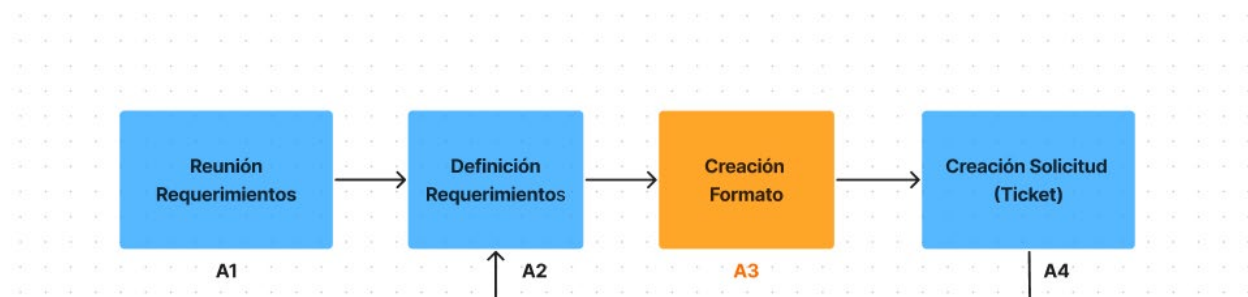 Reunión
Requerimientos
Definición
Requerimientos
Creación
Formato
Creación Solicitud
(Ticket)
A1
A2
A3
A4